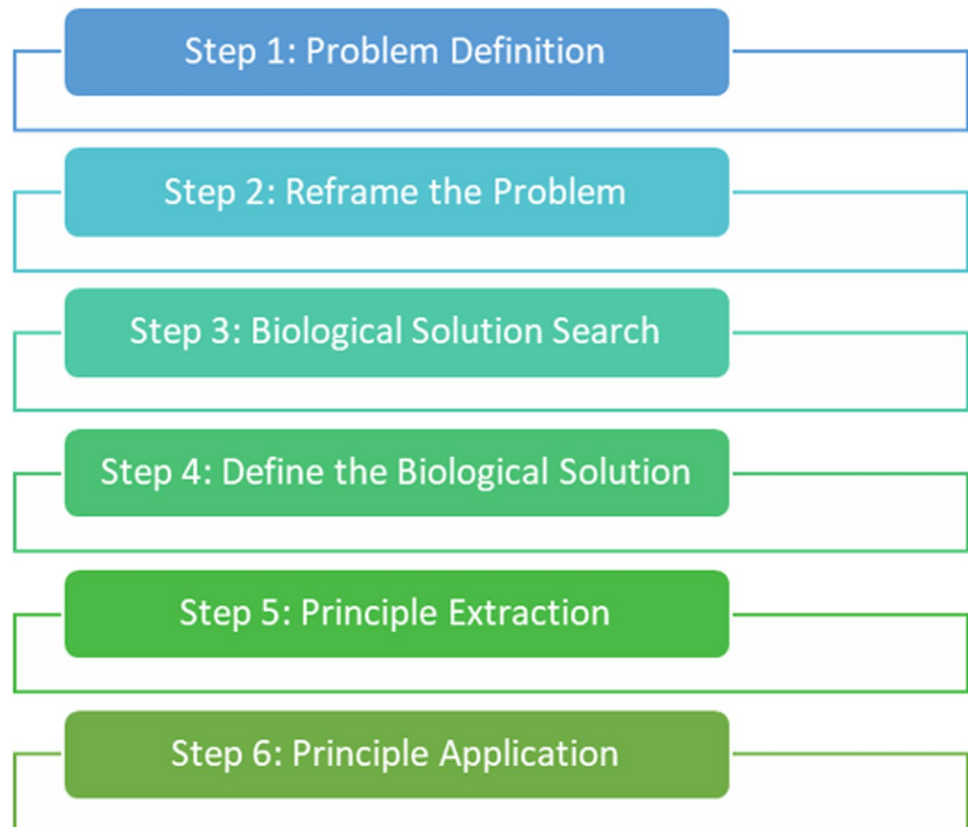 Step 1: Problem Definition
Step 2: Reframe the Problem
Step 3: Biological Solution Search
Step 4: Define the Biological Solution
Step 5: Principle Extraction
Step 6: Principle Application